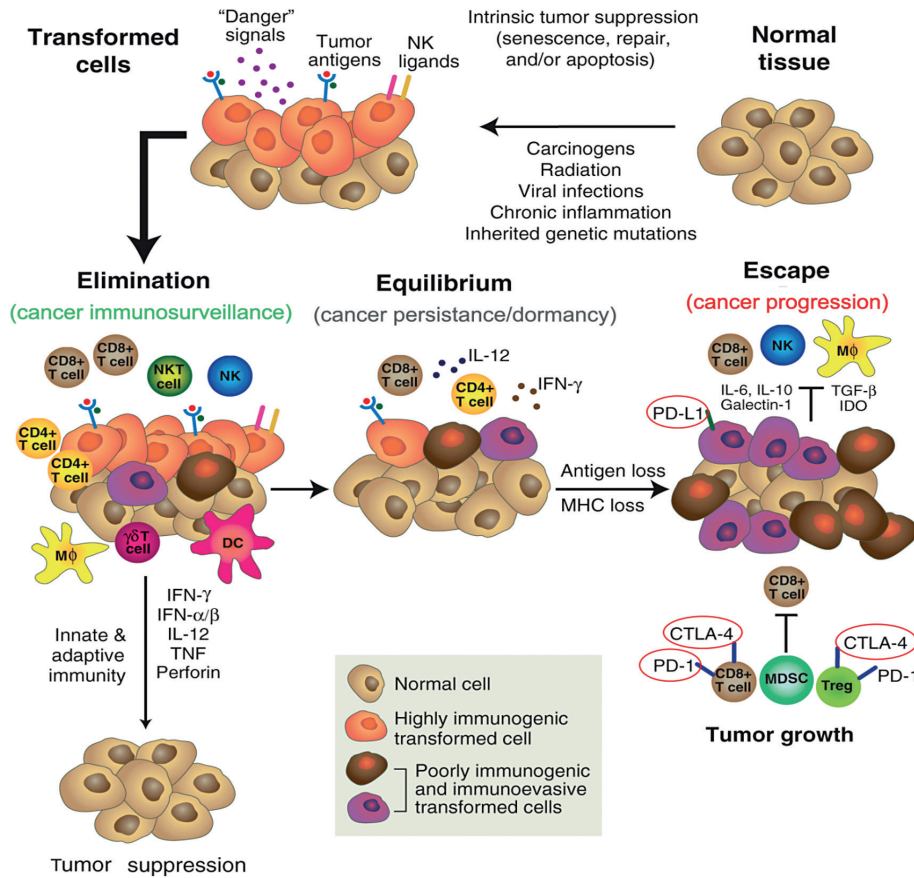 Transformed
cells
"Danger"
signals
Tumor
antigens
NK
ligands
Intrinsic tumor suppression
(senescence, repair,
and/or apoptosis)
Normal
tissue
Carcinogens
Radiation
Viral infections
Chronic inflammation
Inherited genetic mutations
Elimination
(cancer immunosurveillance)
CD8+
T cell
CD8+
T cell
NKT
cell
NK
CD4+
T cell
CD4+
T cell
Mϕ
γδT
cell
DC
Innate &
adaptive
immunity
IFN-γ
IFN-α/β
IL-12
TNF
Perforin
Tumor suppression
Equilibrium
(cancer persistance/dormancy)
CD8+
T cell
IL-12
CD4+
T cell
IFN-γ
Antigen loss
MHC loss
Escape
(cancer progression)
CD8+
T cell
NK
Mϕ
IL-6, IL-10
Galectin-1
TGF-β
IDO
PD-L1
CD8+
T cell
CTLA-4
PD-1
CD8+
T cell
MDSC
Treg
CTLA-4
PD-1
Tumor growth
Normal cell
Highly immunogenic
transformed cell
Poorly immunogenic
and immunoevasive
transformed cells